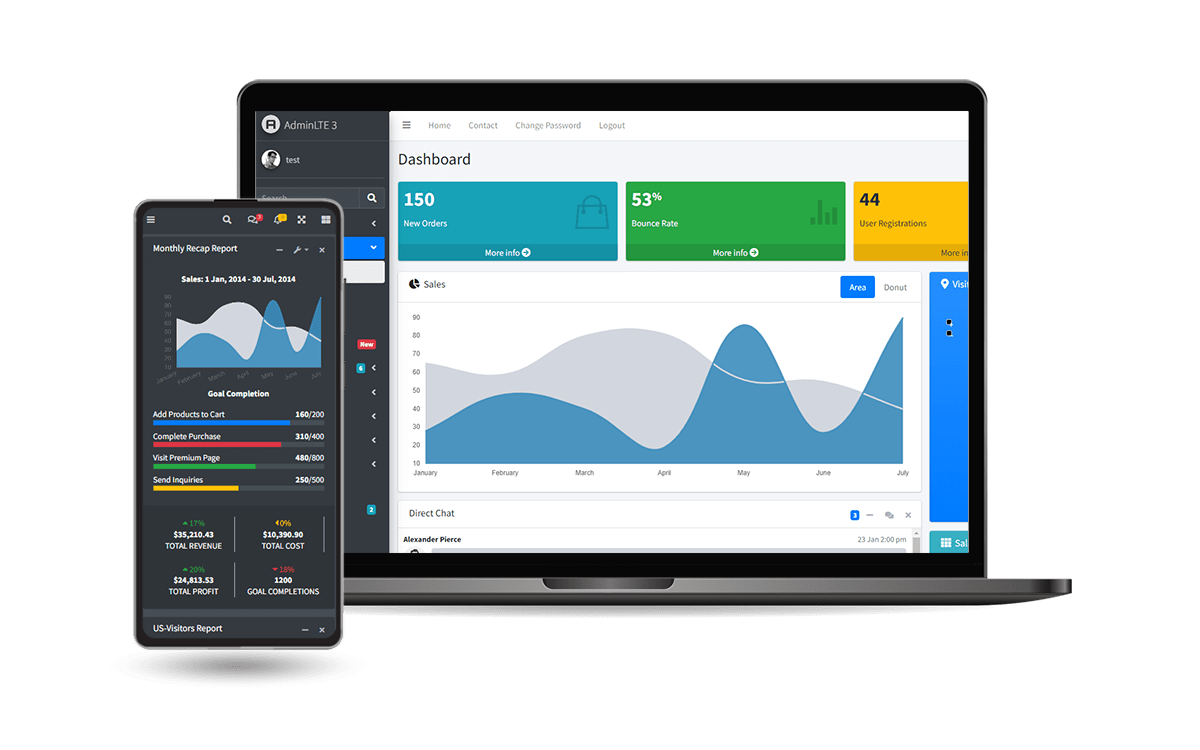 AdminLTE 3
Home
Contact
Change Password
Logout
test
Dashboard
150
New Orders
More info
53%
Bounce Rate
More info
44
User Registrations
More in
Sales
Area
Donut
Visi
90
80
70
60
50
40
30
20
10
January
February
March
April
May
June
July
New
6
2
Direct Chat
3
Alexander Pierce
23 Jan 2:00 pm
Sal
Monthly Recap Report
Sales: 1 Jan, 2014 - 30 Jul, 2014
90
80
70
60
50
40
30
20
10
January
February
March
April
May
June
July
Goal Completion
Add Products to Cart 160/200
Complete Purchase 310/400
Visit Premium Page 480/800
Send Inquiries 250/500
17%
$35,210.43
TOTAL REVENUE
0%
$10,390.90
TOTAL COST
20%
$24,813.53
TOTAL PROFIT
18%
1200
GOAL COMPLETIONS
US-Visitors Report